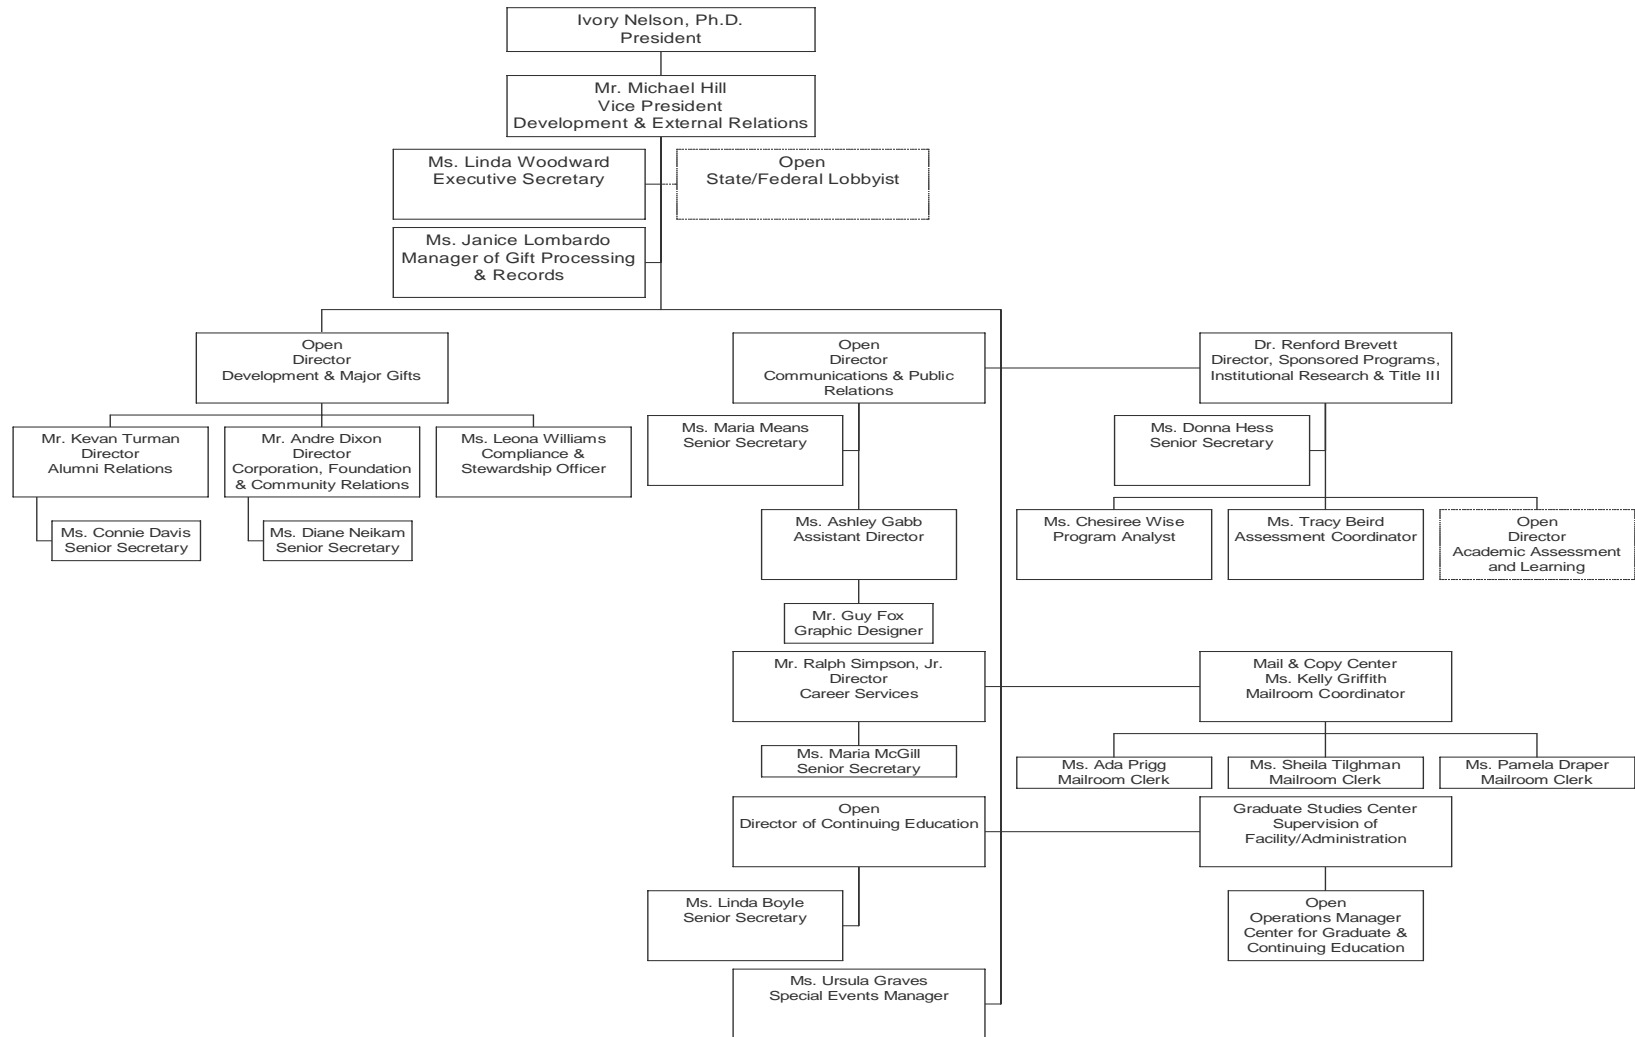 Ivory Nelson, Ph.D.
President
Mr. Michael Hill
Vice President
Development & External Relations
Ms. Linda Woodward
Executive Secretary
Open
State/Federal Lobbyist
Ms. Janice Lombardo
Manager of Gift Processing
& Records
Open
Director
Development & Major Gifts
Open
Director
Communications & Public
Relations
Dr. Renford Brevett
Director, Sponsored Programs,
Institutional Research & Title III
Mr. Kevan Turman
Director
Alumni Relations
Mr. Andre Dixon
Director
Corporation, Foundation
& Community Relations
Ms. Leona Williams
Compliance &
Stewardship Officer
Ms. Maria Means
Senior Secretary
Ms. Donna Hess
Senior Secretary
Ms. Connie Davis
Senior Secretary
Ms. Diane Neikam
Senior Secretary
Ms. Ashley Gabb
Assistant Director
Ms. Chesiree Wise
Program Analyst
Ms. Tracy Beird
Assessment Coordinator
Open
Director
Academic Assessment
and Learning
Mr. Guy Fox
Graphic Designer
Mr. Ralph Simpson, Jr.
Director
Career Services
Mail & Copy Center
Ms. Kelly Griffith
Mailroom Coordinator
Ms. Maria McGill
Senior Secretary
Ms. Ada Prigg
Mailroom Clerk
Ms. Sheila Tilghman
Mailroom Clerk
Ms. Pamela Draper
Mailroom Clerk
Open
Director of Continuing Education
Graduate Studies Center
Supervision of
Facility/Administration
Ms. Linda Boyle
Senior Secretary
Open
Operations Manager
Center for Graduate &
Continuing Education
Ms. Ursula Graves
Special Events Manager